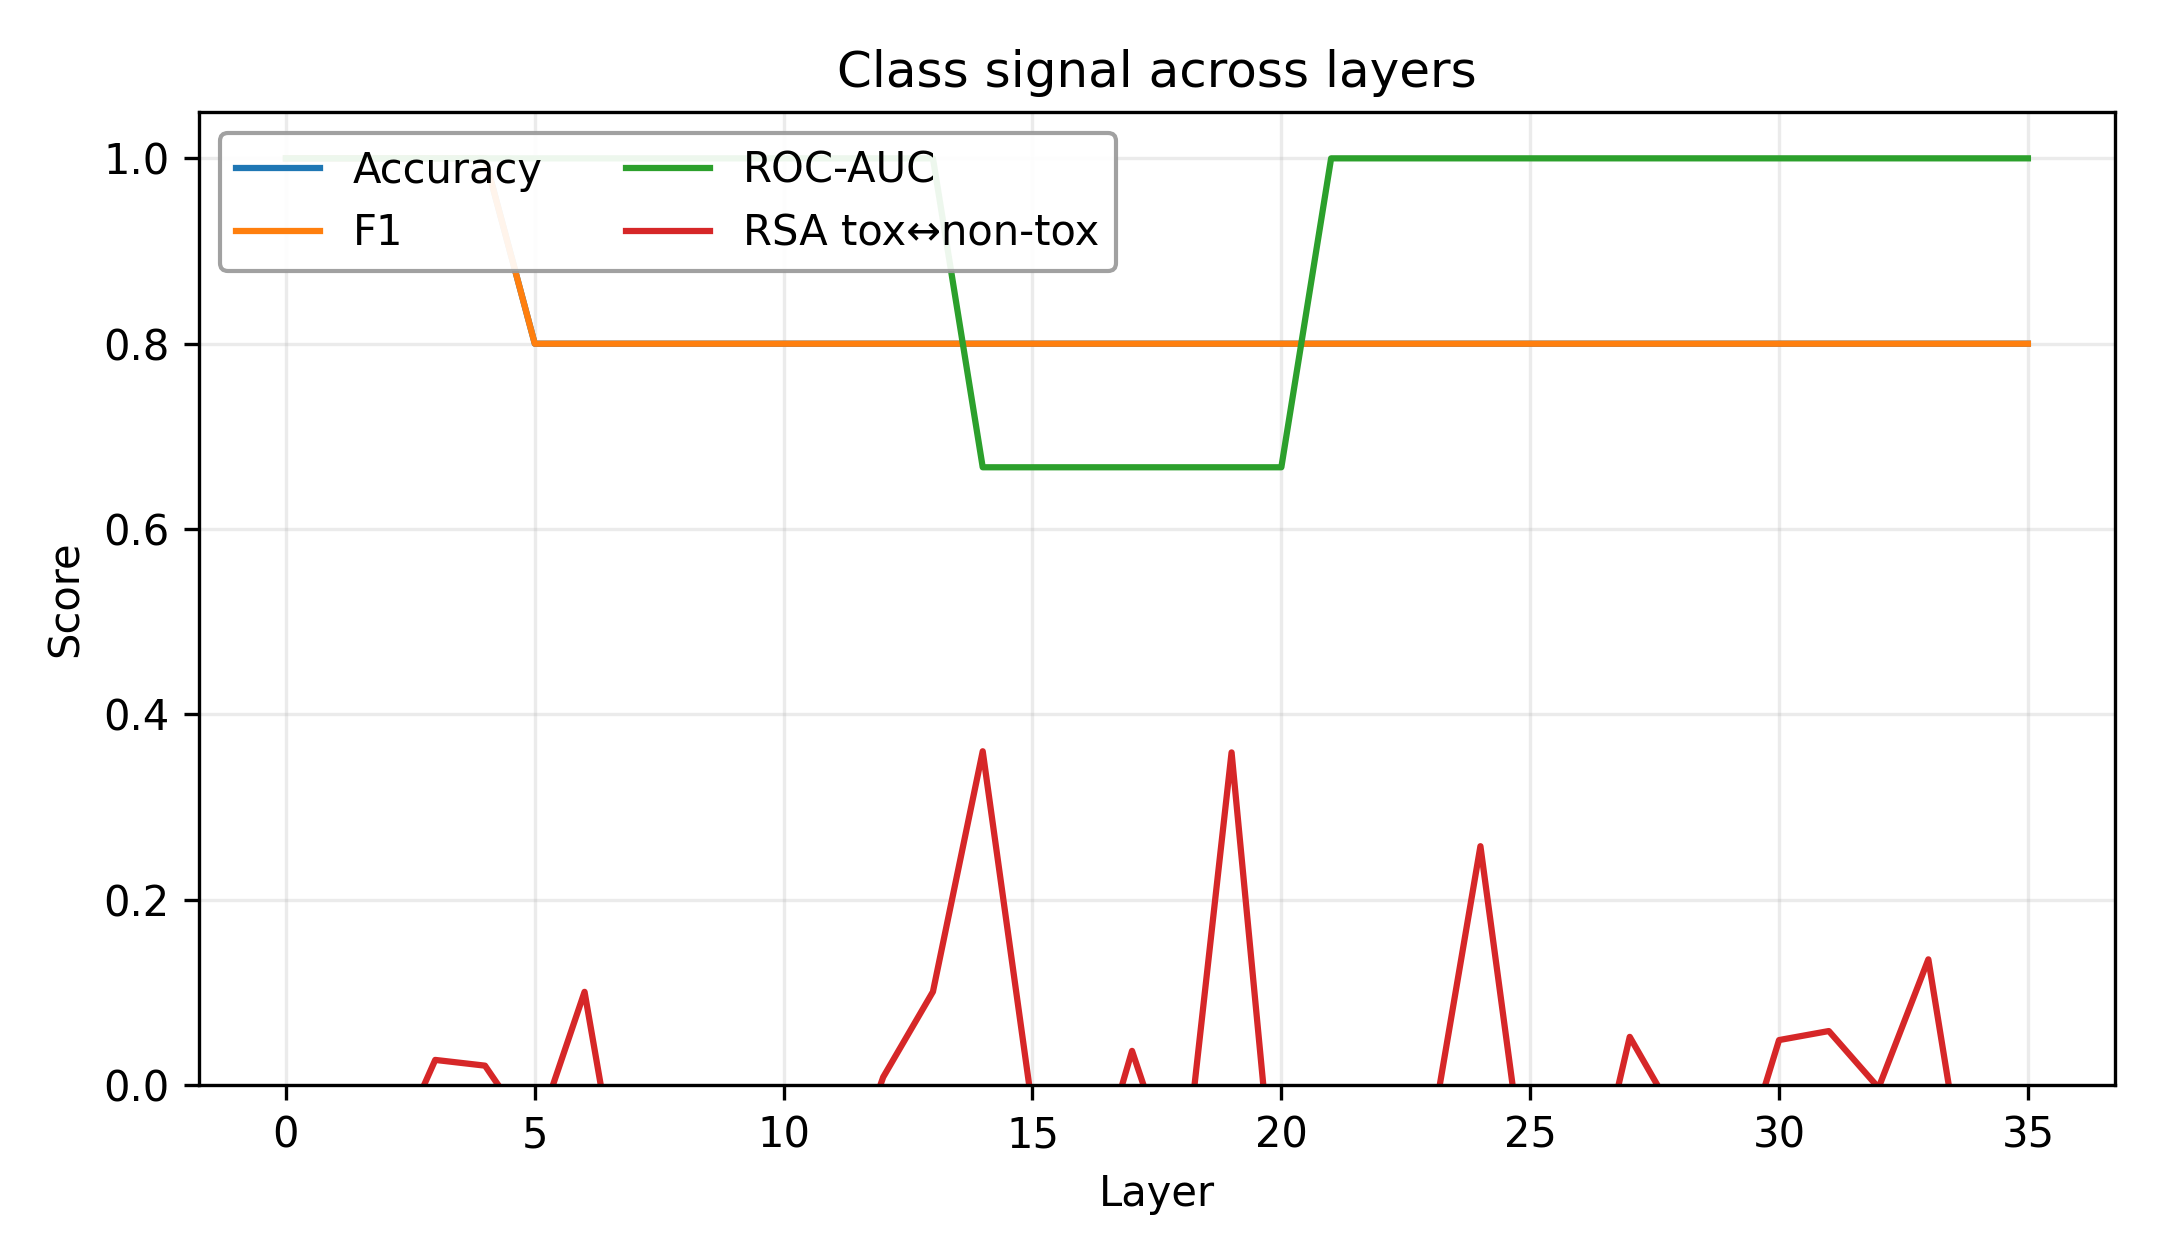 Class signal across layers
Accuracy
F1
ROC-AUC
RSA tox↔non-tox
1.0
0.8
0.6
0.4
0.2
0.0
Score
0 5 10 15 20 25 30 35
Layer